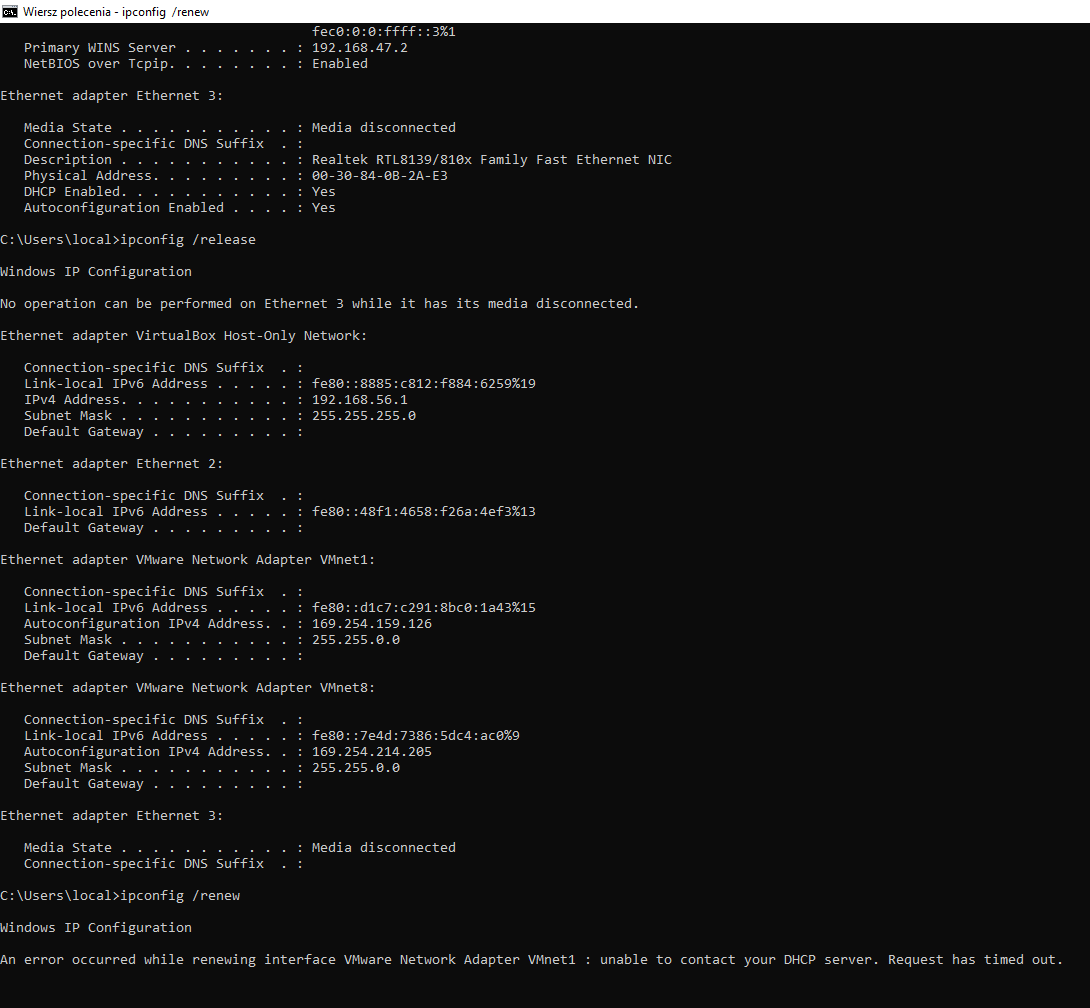 Wiersz polecenia - ipconfig /renew
fec0:0:0:ffff::3%1
Primary WINS Server . . . . . . . : 192.168.47.2
NetBIOS over Tcpip. . . . . . . . : Enabled
Ethernet adapter Ethernet 3:
Media State . . . . . . . . . . . : Media disconnected
Connection-specific DNS Suffix  . :
Description . . . . . . . . . . . : Realtek RTL8139/810x Family Fast Ethernet NIC
Physical Address. . . . . . . . . : 00-30-84-0B-2A-E3
DHCP Enabled. . . . . . . . . . . : Yes
Autoconfiguration Enabled . . . . : Yes
C:\Users\local>ipconfig /release
Windows IP Configuration
No operation can be performed on Ethernet 3 while it has its media disconnected.
Ethernet adapter VirtualBox Host-Only Network:
Connection-specific DNS Suffix  . :
Link-local IPv6 Address . . . . . : fe80::8885:c812:f884:6259%19
IPv4 Address. . . . . . . . . . . : 192.168.56.1
Subnet Mask . . . . . . . . . . . : 255.255.255.0
Default Gateway . . . . . . . . . :
Ethernet adapter Ethernet 2:
Connection-specific DNS Suffix  . :
Link-local IPv6 Address . . . . . : fe80::48f1:4658:f26a:4ef3%13
Default Gateway . . . . . . . . . :
Ethernet adapter VMware Network Adapter VMnet1:
Connection-specific DNS Suffix  . :
Link-local IPv6 Address . . . . . : fe80::d1c7:c291:8bc0:1a43%15
Autoconfiguration IPv4 Address. . : 169.254.159.126
Subnet Mask . . . . . . . . . . . : 255.255.0.0
Default Gateway . . . . . . . . . :
Ethernet adapter VMware Network Adapter VMnet8:
Connection-specific DNS Suffix  . :
Link-local IPv6 Address . . . . . : fe80::7e4d:7386:5dc4:ac0%9
Autoconfiguration IPv4 Address. . : 169.254.214.205
Subnet Mask . . . . . . . . . . . : 255.255.0.0
Default Gateway . . . . . . . . . :
Ethernet adapter Ethernet 3:
Media State . . . . . . . . . . . : Media disconnected
Connection-specific DNS Suffix  . :
C:\Users\local>ipconfig /renew
Windows IP Configuration
An error occurred while renewing interface VMware Network Adapter VMnet1 : unable to contact your DHCP server. Request has timed out.